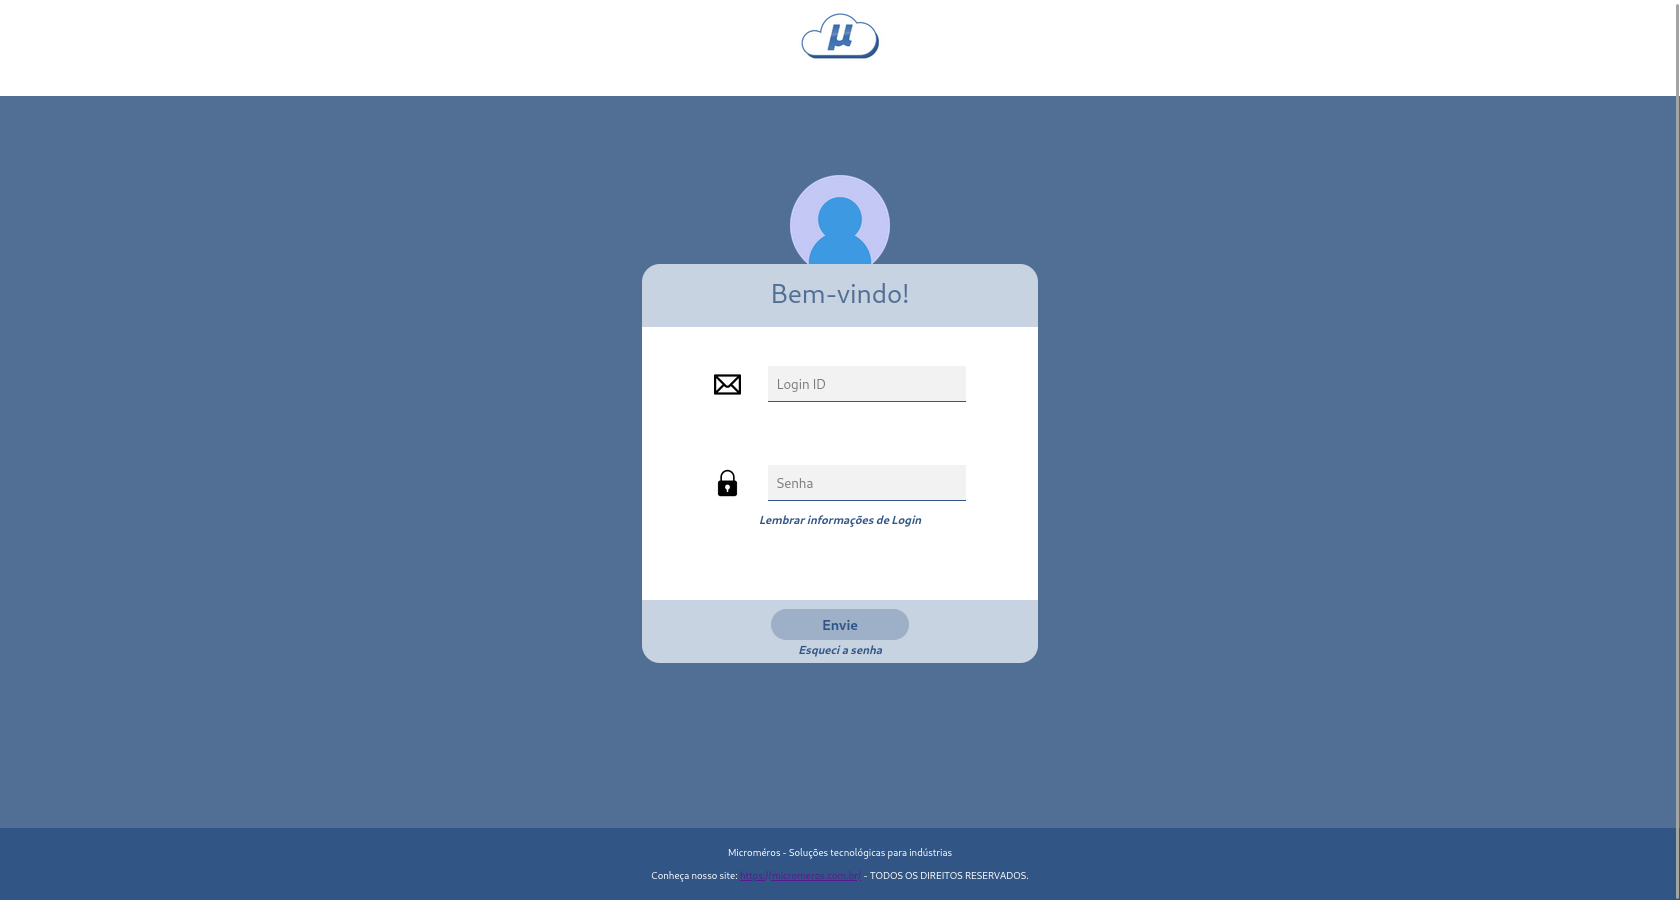 µ
Bem-vindo!
Login ID
Senha
Lembrar informações de Login
Envie
Esqueci a senha
Microméros - Soluções tecnológicas para indústrias
Conheça nosso site: https://micromeros.com.br/ - TODOS OS DIREITOS RESERVADOS.